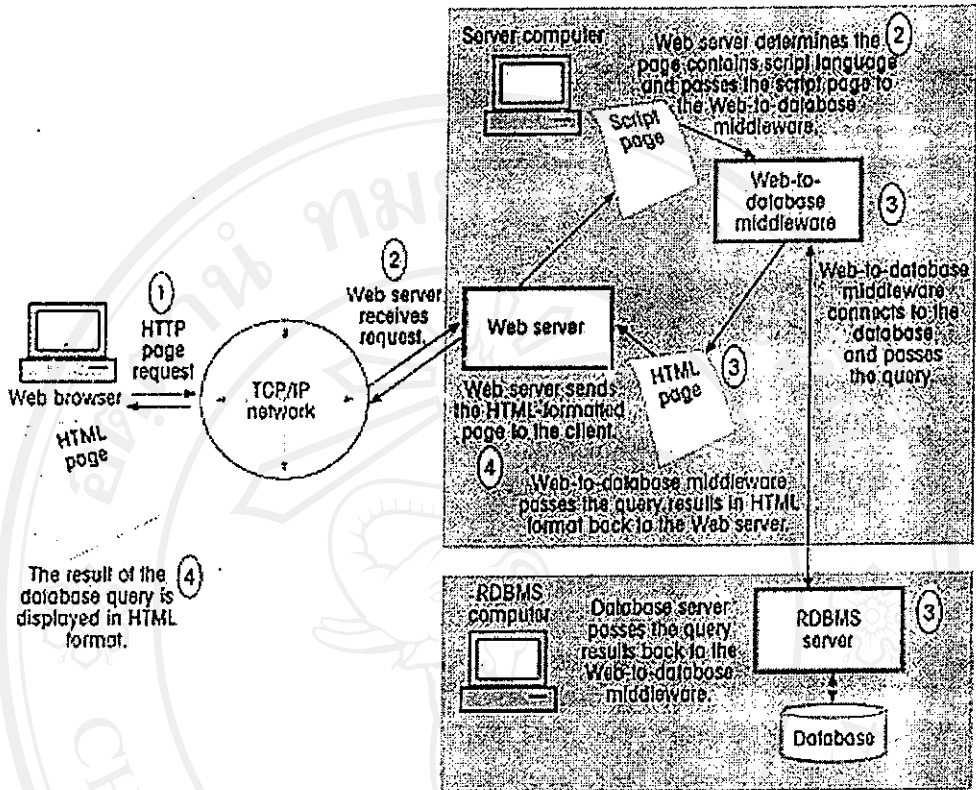 Server computer
Web server determines the
page contains script language
and passes the script page to
the Web-to-database
middleware.
2
Script
page
Web-to-
database
middleware
3
1
HTTP
page
request
Web browser
HTML
page
TCP/IP
network
2
Web server
receives
request.
Web server
Web server sends
the HTML-formatted
page to the client.
4
HTML
page
3
Web-to-database
middleware
connects to the
database
and passes
the query.
Web-to-database middleware
passes the query results in HTML
format back to the Web server.
The result of the
database query is
displayed in HTML
format.
4
RDBMS
computer
Database server
passes the query
results back to the
Web-to-database
middleware.
RDBMS
server
3
Database